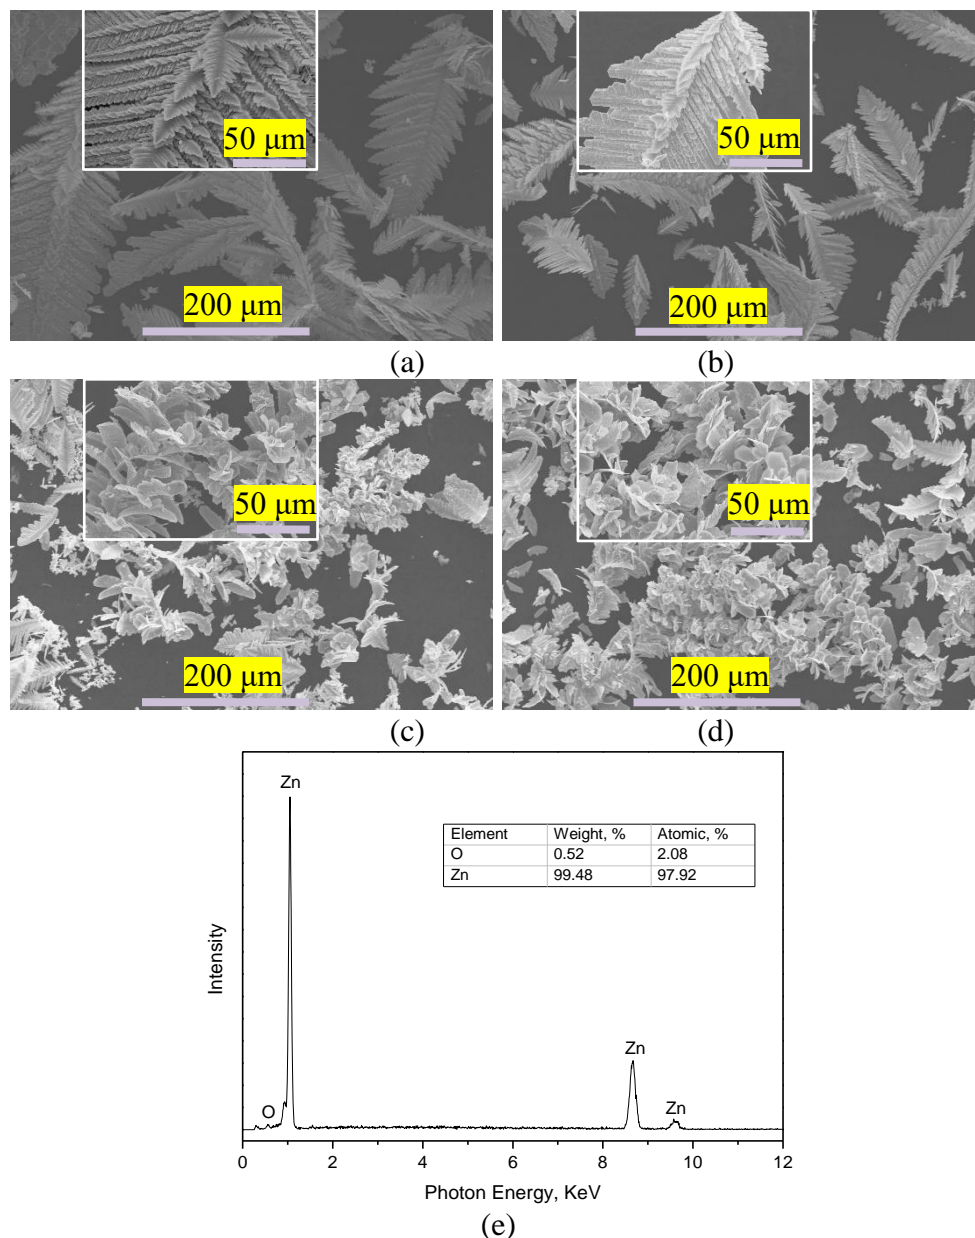 50 μm
50 μm
200 μm
200 μm
(a)
(b)
50 μm
50 μm
200 μm
200 μm
(c)
(d)
Zn
Element Weight, % Atomic, %
O 0.52 2.08
Zn 99.48 97.92
Intensity
Zn
O
Zn
0 2 4 6 8 10 12
Photon Energy, KeV
(e)